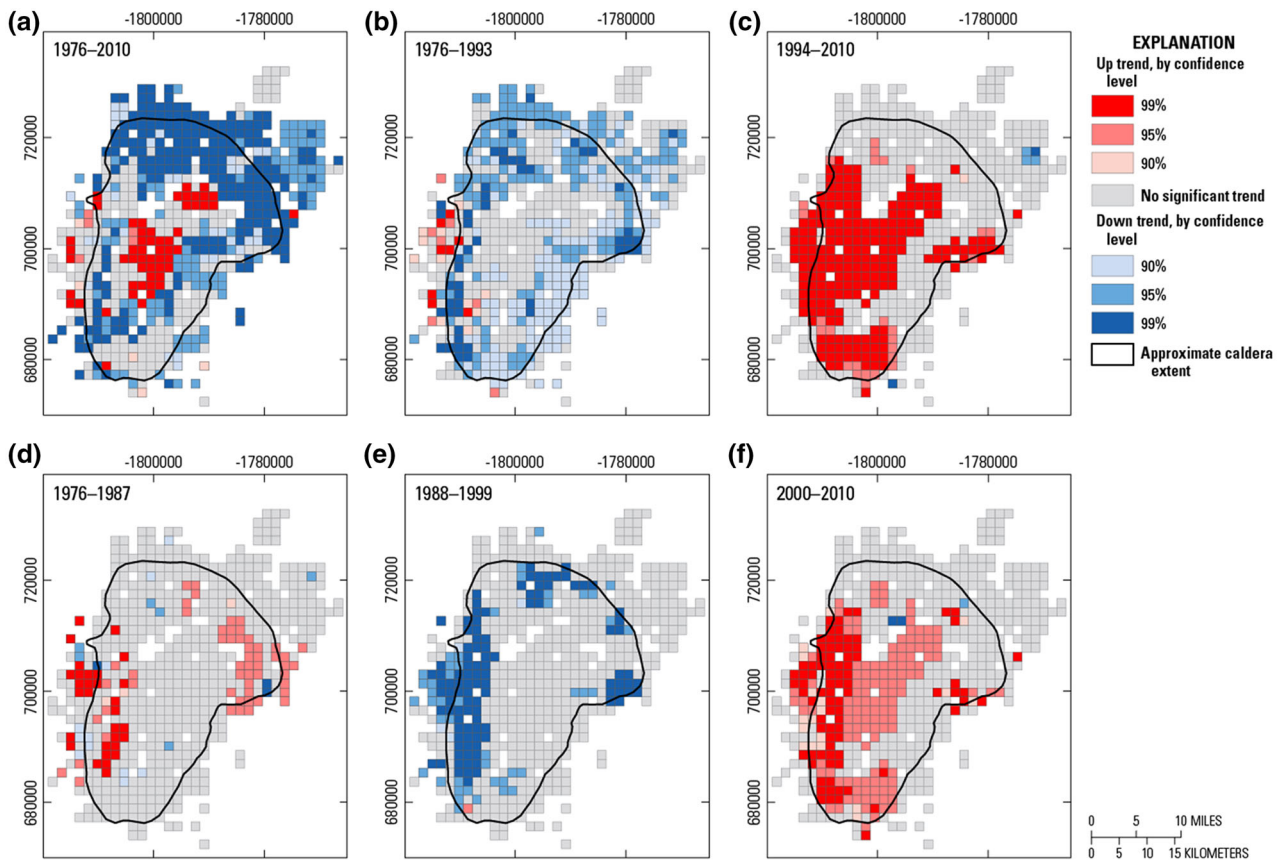 (a)
-1800000 -1780000
1976–2010
720000
700000
680000
(b)
-1800000 -1780000
1976–1993
720000
700000
680000
(c)
-1800000 -1780000
1994–2010
720000
700000
680000
EXPLANATION
Up trend, by confidence
level
99%
95%
90%
No significant trend
Down trend, by confidence
level
90%
95%
99%
Approximate caldera
extent
(d)
-1800000 -1780000
1976–1987
720000
700000
680000
(e)
-1800000 -1780000
1988–1999
720000
700000
680000
(f)
-1800000 -1780000
2000–2010
720000
700000
680000
0 5 10 MILES
0 5 10 15 KILOMETERS